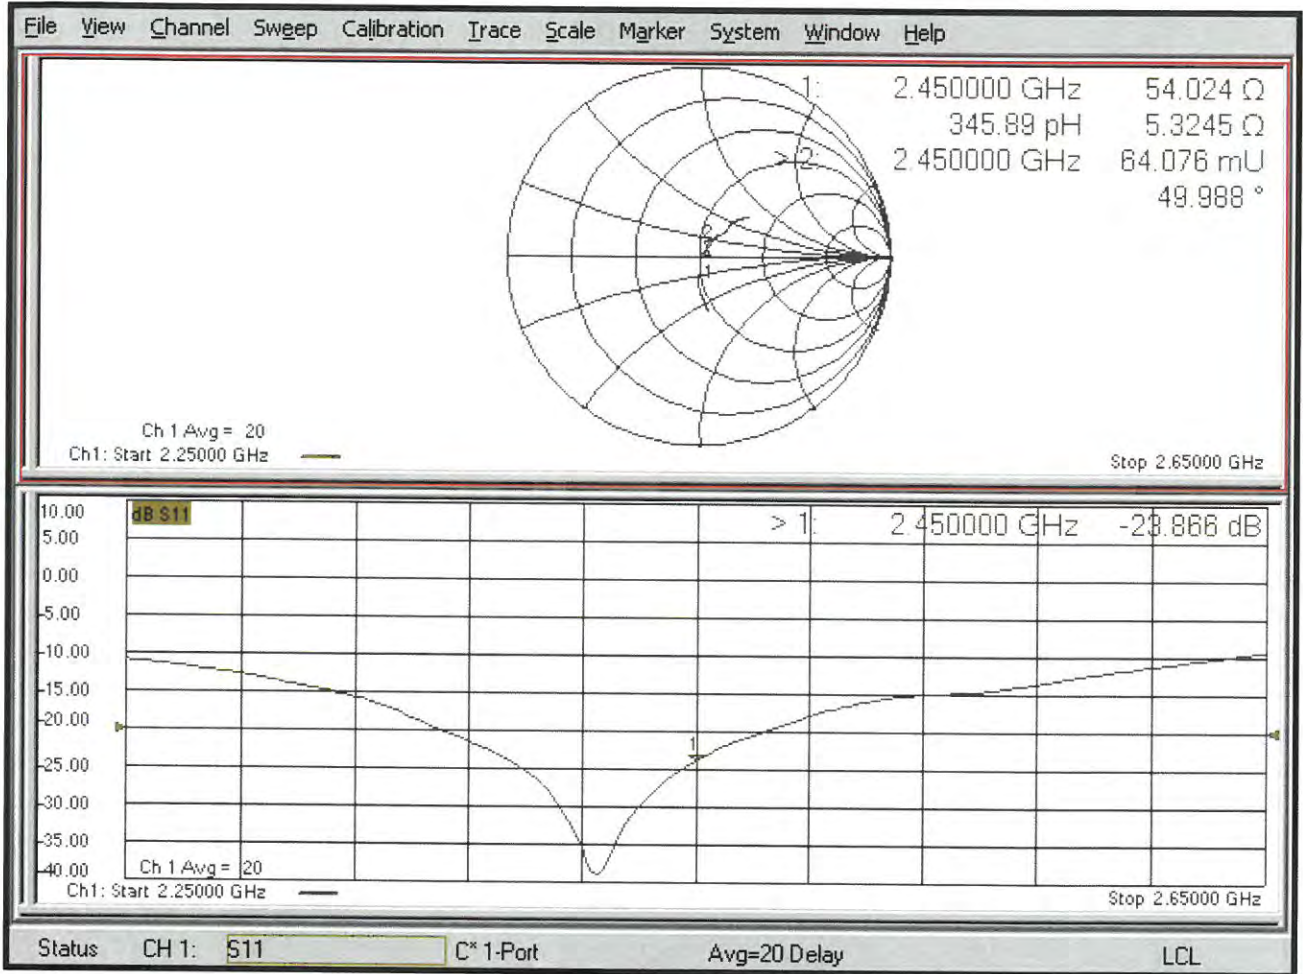 File View Channel Sweep Calibration Trace Scale Marker System Window Help
1: 2.450000 GHz 54.024 Ω
345.89 pH 5.3245 Ω
> 2: 2.450000 GHz 64.076 mU
49.988 °
2
1
Ch 1 Avg = 20
Ch1: Start 2.25000 GHz
Stop 2.65000 GHz
10.00
dB S11
> 1: 2.450000 GHz -23.866 dB
5.00
0.00
-5.00
-10.00
-15.00
-20.00
1
-25.00
-30.00
-35.00
-40.00
Ch 1 Avg = 20
Ch1: Start 2.25000 GHz
Stop 2.65000 GHz
Status CH 1: S11 C* 1-Port Avg=20 Delay LCL